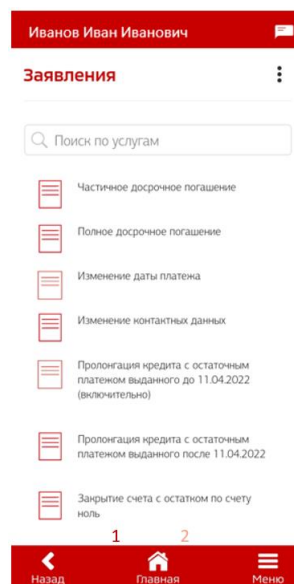 Иванов Иван Иванович
Заявления
Поиск по услугам
Частичное досрочное погашение
Полное досрочное погашение
Изменение даты платежа
Изменение контактных данных
Пролонгация кредита с остаточным
платежом выданного до 11.04.2022
(включительно)
Пролонгация кредита с остаточным
платежом выданного после 11.04.2022
Закрытие счета с остатком по счету
ноль
1 2
Назад Главная Меню